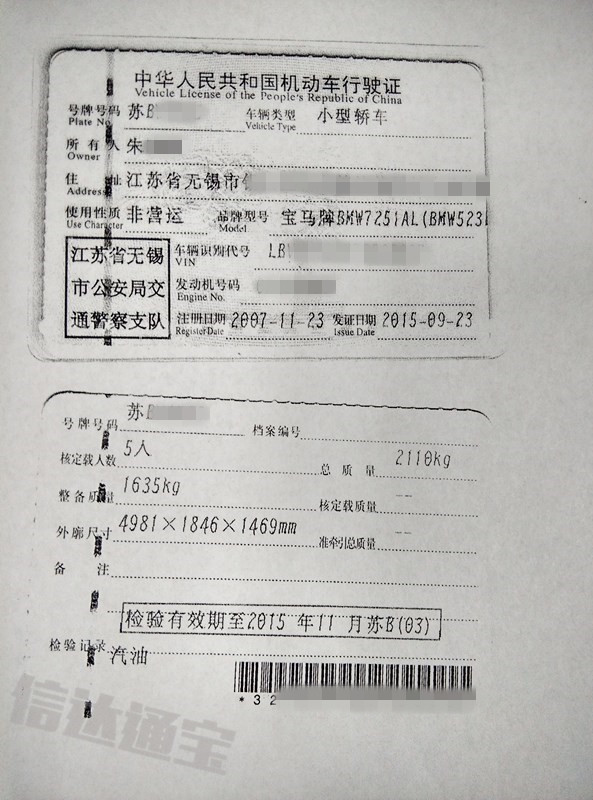 中华人民共和国机动车行驶证
Vehicle License of the People's Republic of China
号牌号码 苏B 车辆类型 小型轿车
Plate No. Vehicle Type
所有人 朱
Owner
住址 江苏省无锡市
Address
使用性质 非营运 品牌型号 宝马牌BMW7251AL(BMW523
Use Character Model
江苏省无锡 车辆识别代号 LB
VIN
市公安局交 发动机号码
Engine No.
通警察支队 注册日期 2007-11-23 发证日期 2015-09-23
Register Date Issue Date
号牌号码 苏B 档案编号
核定载人数 5人 总质量 2110kg
整备质量 1635kg 核定载质量 --
外廓尺寸 4981×1846×1469mm 准牵引总质量 --
备注
检验有效期至2015 年11 月苏B(03)
检验记录 汽油
*32
信达通宝